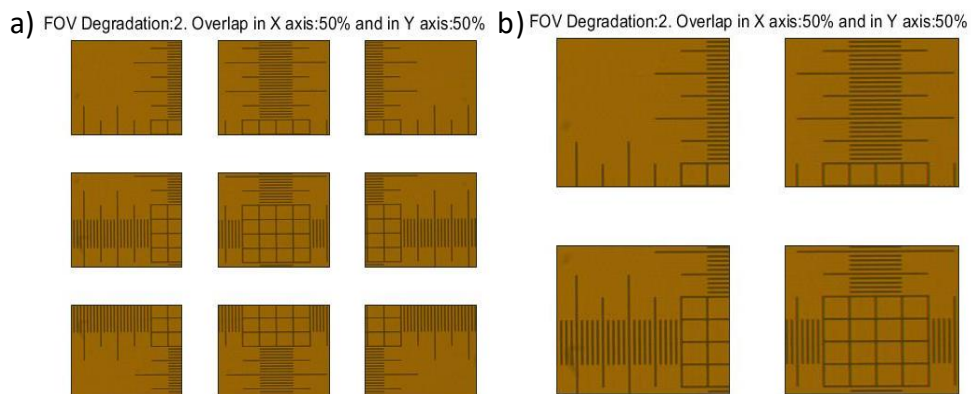 a) FOV Degradation:2. Overlap in X axis:50% and in Y axis:50%
b) FOV Degradation:2. Overlap in X axis:50% and in Y axis:50%